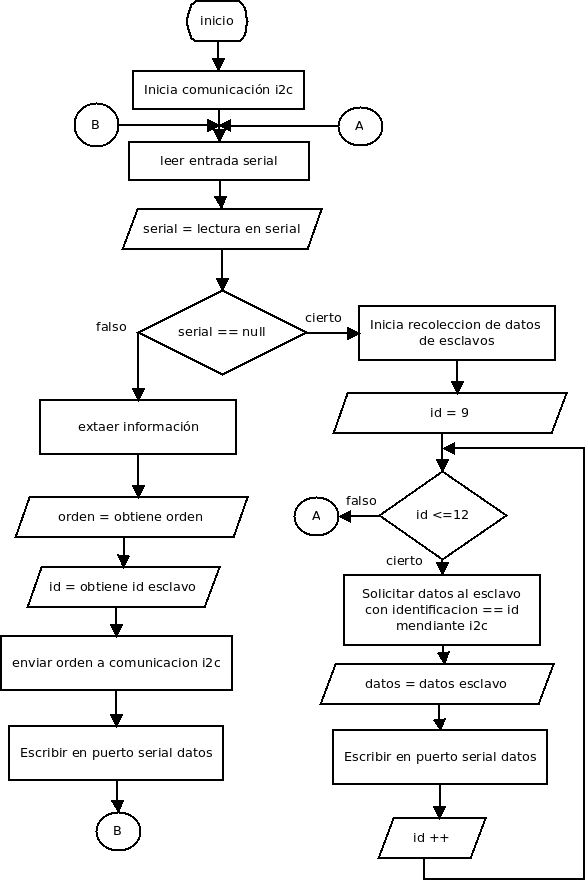 inicio
Inicia comunicación i2c
B
A
leer entrada serial
serial = lectura en serial
falso
serial == null
cierto
Inicia recoleccion de datos
de esclavos
extaer información
id = 9
orden = obtiene orden
id = obtiene id esclavo
enviar orden a comunicacion i2c
Escribir en puerto serial datos
B
A
falso
id <=12
cierto
Solicitar datos al esclavo
con identificacion == id
mendiante i2c
datos = datos esclavo
Escribir en puerto serial datos
id ++